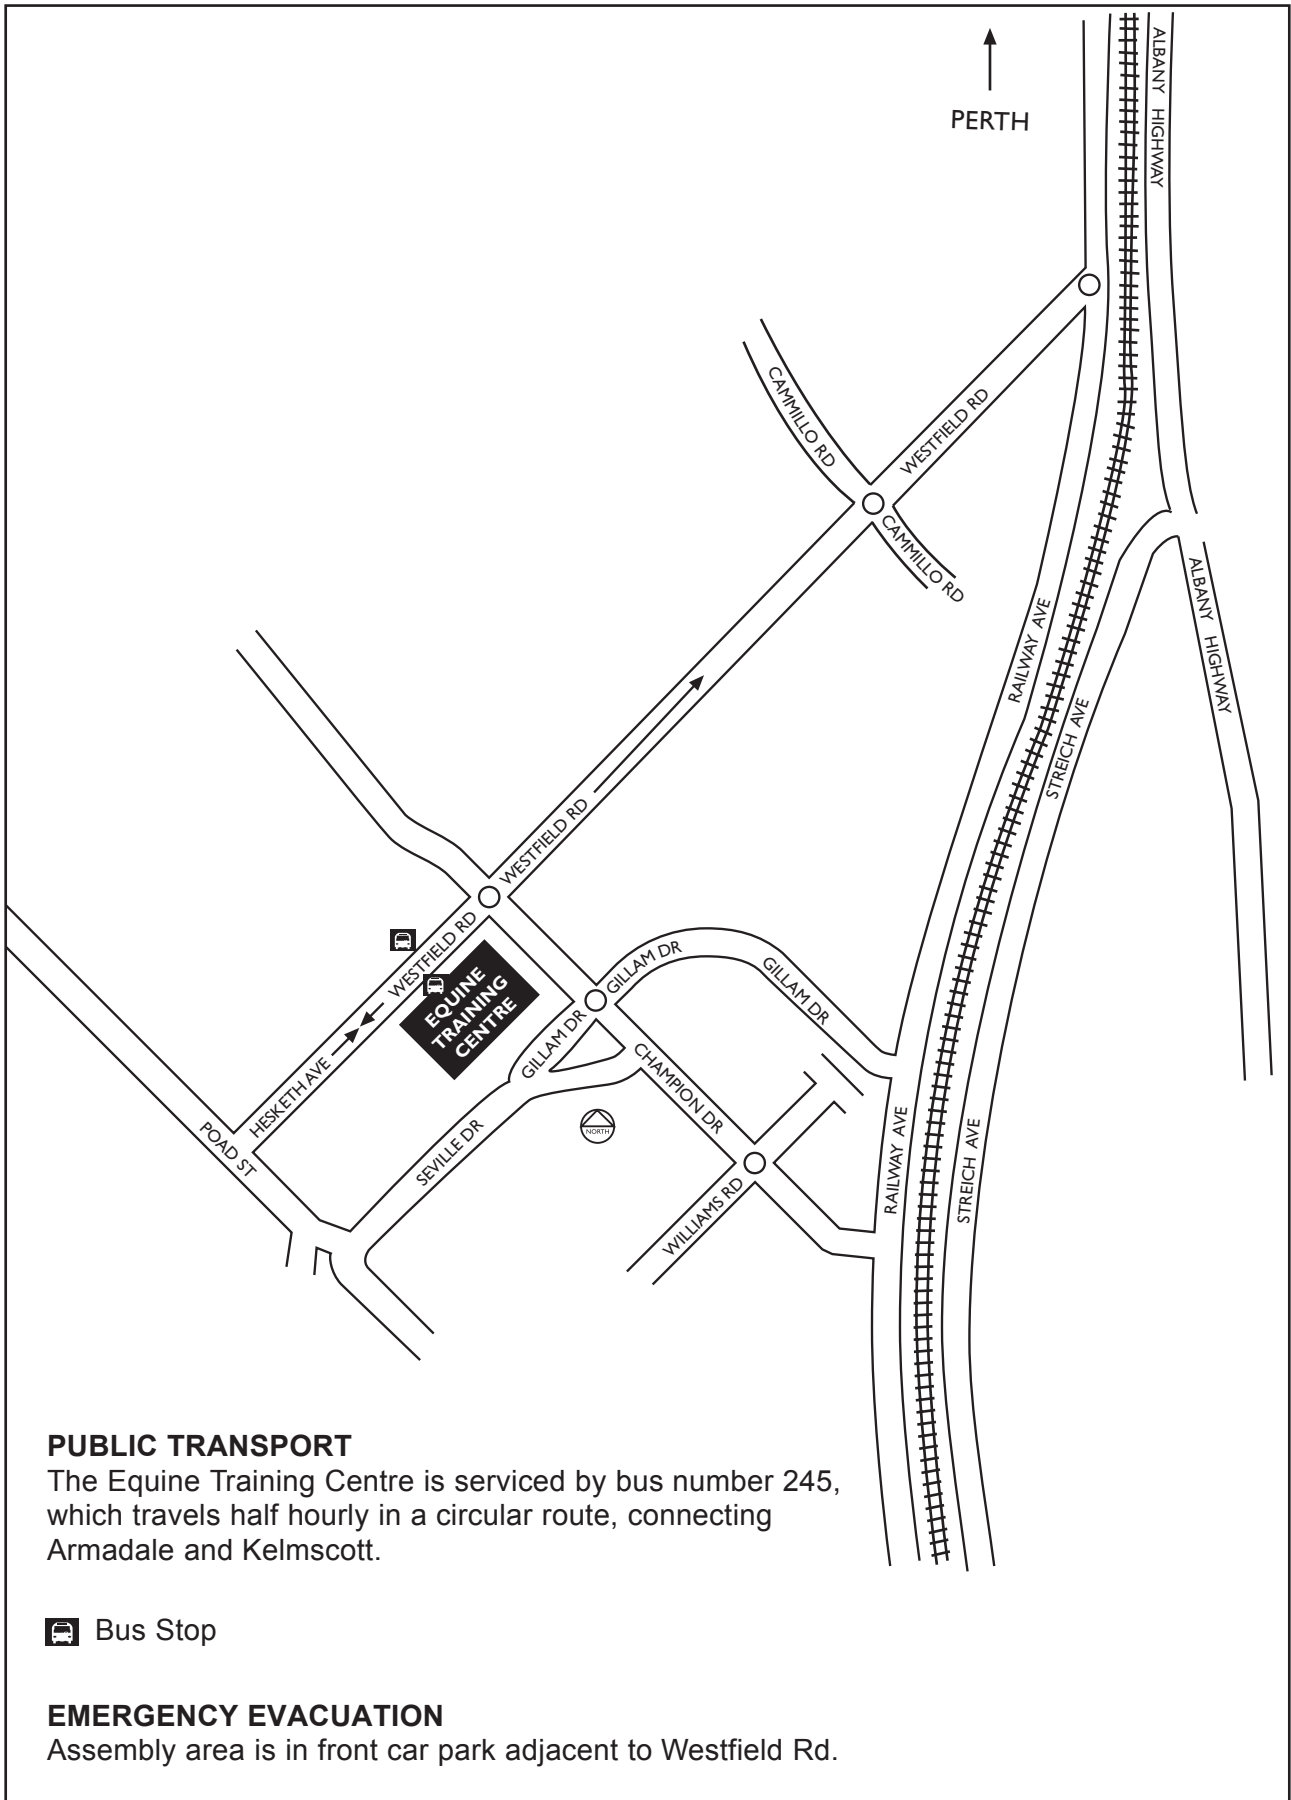 ALBANY HIGHWAY
PERTH
CAMMILLO RD
WESTFIELD RD
CAMMILLO RD
ALBANY HIGHWAY
RAILWAY AVE
STREICH AVE
WESTFIELD RD
WESTFIELD RD
GILLAM DR
GILLAM DR
EQUINE
TRAINING
CENTRE
GILLAM DR
HESKETH AVE
CHAMPION DR
NORTH
POAD ST
SEVILLE DR
RAILWAY AVE
STREICH AVE
WILLIAMS RD
PUBLIC TRANSPORT
The Equine Training Centre is serviced by bus number 245,
which travels half hourly in a circular route, connecting
Armadale and Kelmscott.
Bus Stop
EMERGENCY EVACUATION
Assembly area is in front car park adjacent to Westfield Rd.